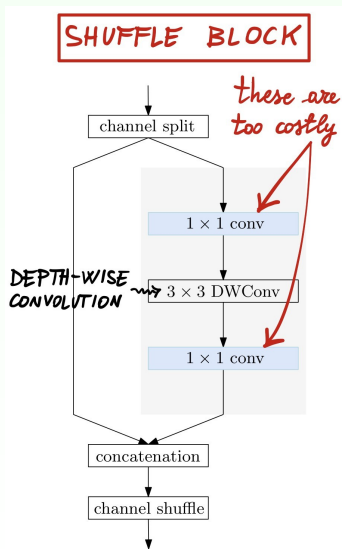 SHUFFLE BLOCK
these are
too costly
channel split
1 × 1 conv
DEPTH-WISE
CONVOLUTION
3 × 3 DWConv
1 × 1 conv
concatenation
channel shuffle